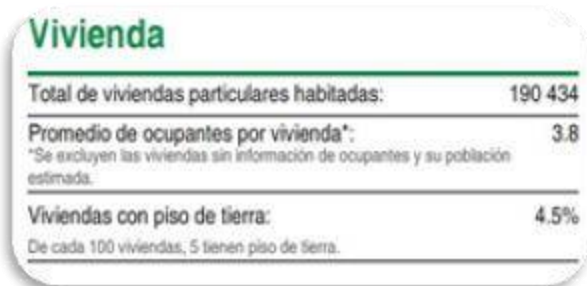 Vivienda
Total de viviendas particulares habitadas: 190 434
Promedio de ocupantes por vivienda*: 3.8
*Se excluyen las viviendas sin información de ocupantes y su población
estimada.
Viviendas con piso de tierra: 4.5%
De cada 100 viviendas, 5 tienen piso de tierra.